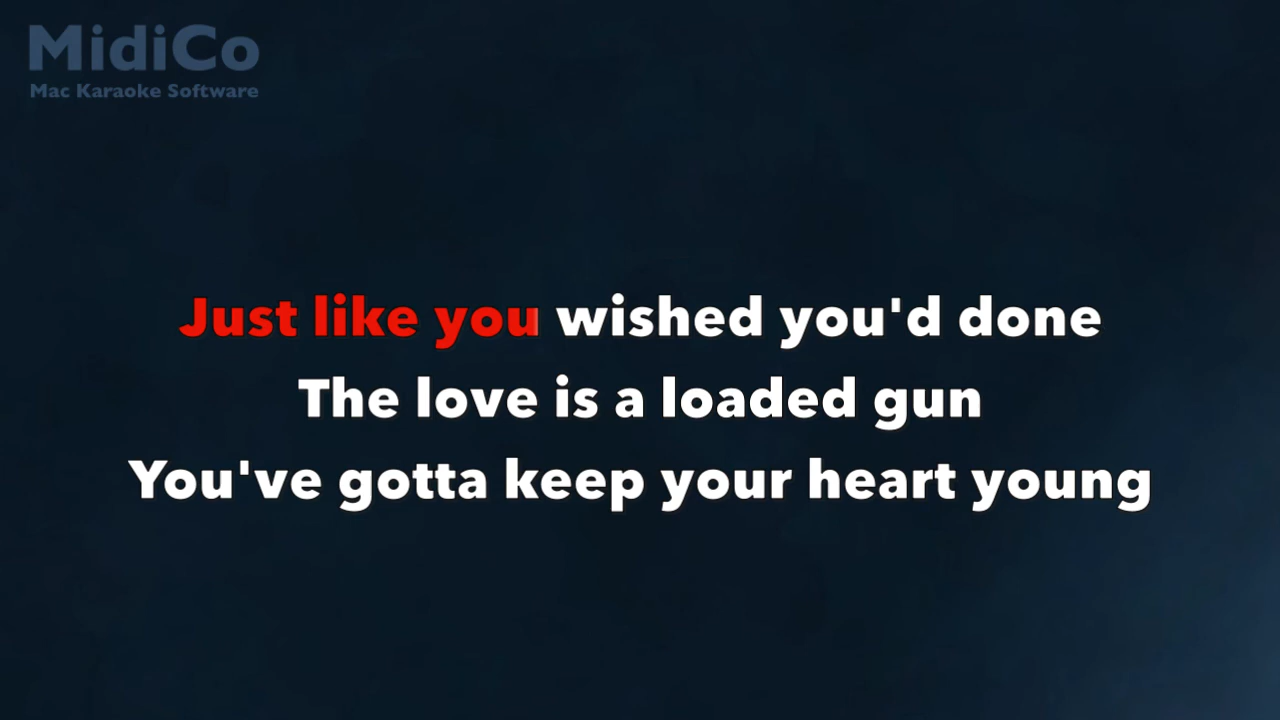 MidiCo
Mac Karaoke Software
Just like you wished you'd done
The love is a loaded gun
You've gotta keep your heart young